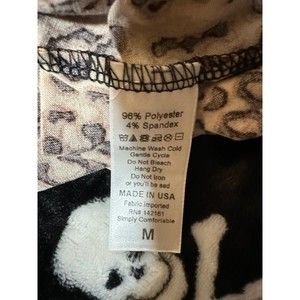 96% Polyester
4% Spandex
Machine Wash Cold
Gentle Cycle
Do Not Bleach
Hang Dry
Do Not Iron
or you'll be sad
MADE IN USA
Fabric Imported
RN# 142161
Simply Comfortable
M